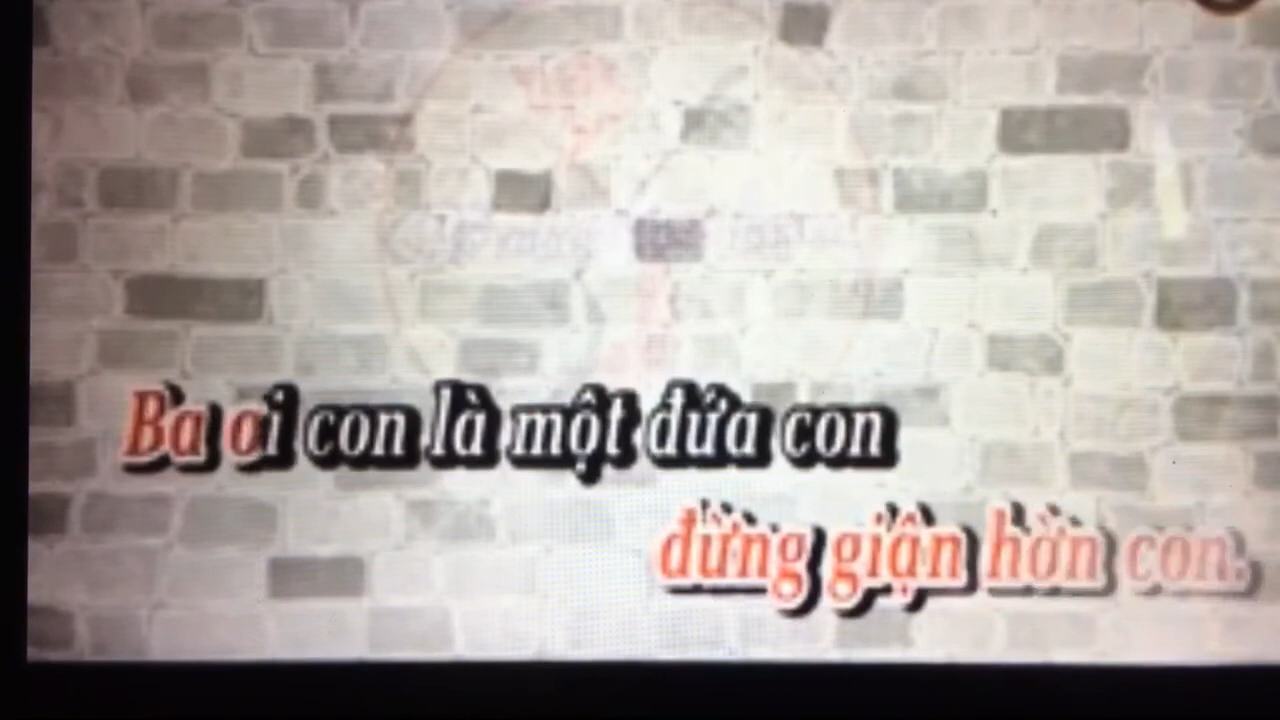 Ba ơi con là một đứa con
đừng giận hờn con.